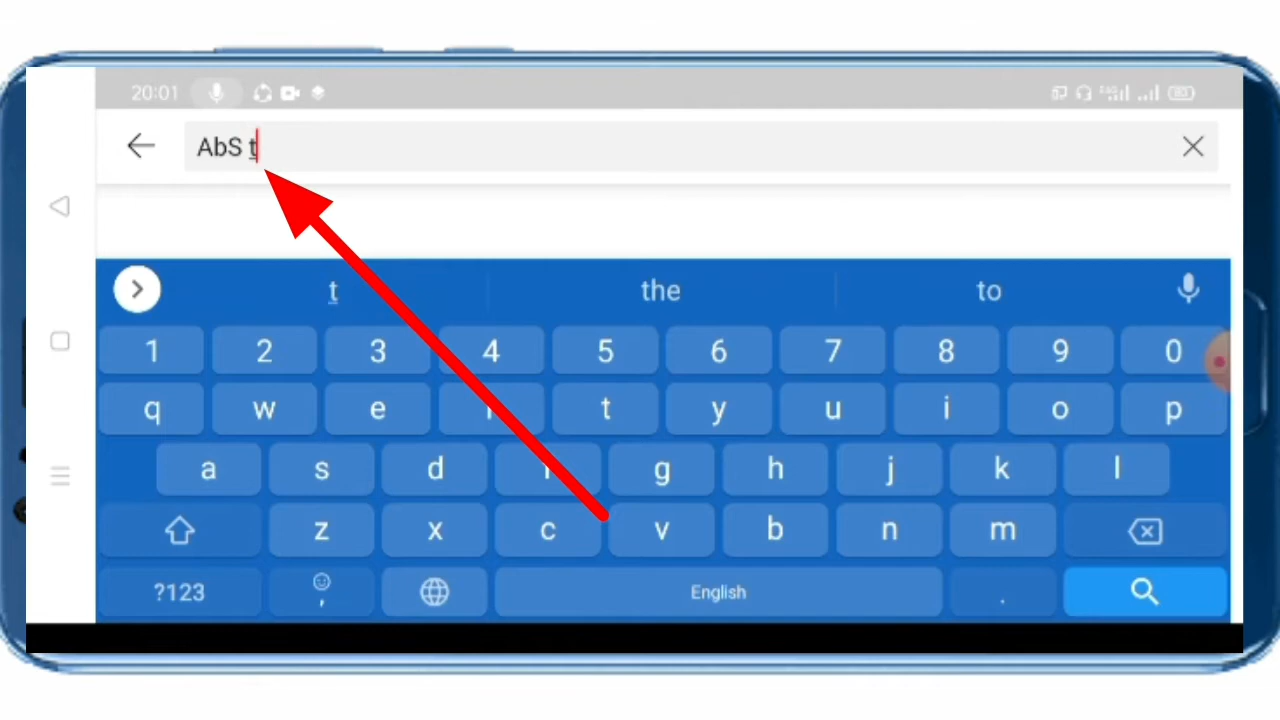 20:01
AbS t
t the to
1 2 3 4 5 6 7 8 9 0
q w e t y u i o p
a s d g h j k l
z x c v b n m
?123 , English .